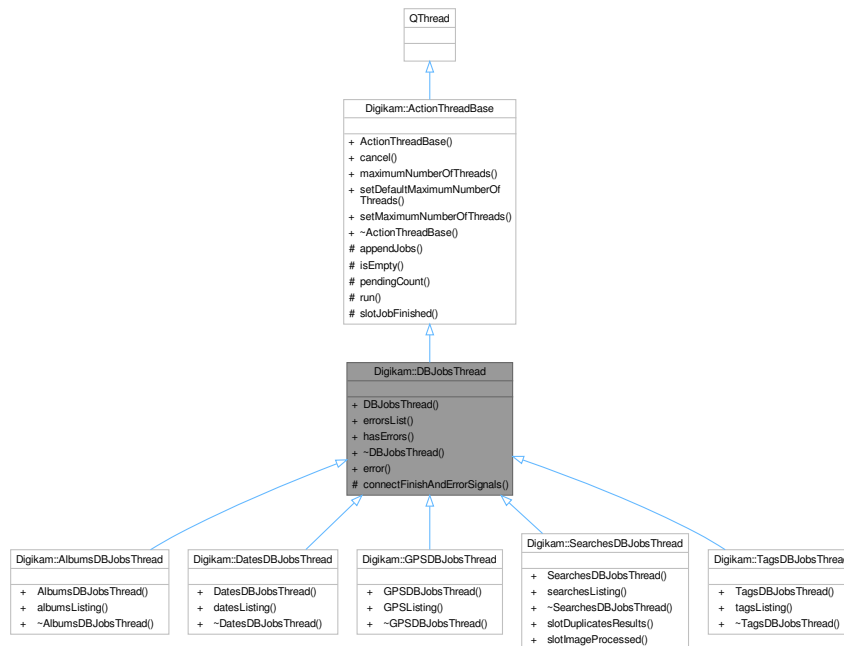 QThread
Digikam::ActionThreadBase
+ ActionThreadBase()
+ cancel()
+ maximumNumberOfThreads()
+ setDefaultMaximumNumberOf
Threads()
+ setMaximumNumberOfThreads()
+ ~ActionThreadBase()
# appendJobs()
# isEmpty()
# pendingCount()
# run()
# slotJobFinished()
Digikam::DBJobsThread
+ DBJobsThread()
+ errorsList()
+ hasErrors()
+ ~DBJobsThread()
+ error()
# connectFinishAndErrorSignals()
Digikam::AlbumsDBJobsThread
+ AlbumsDBJobsThread()
+ albumsListing()
+ ~AlbumsDBJobsThread()
Digikam::DatesDBJobsThread
+ DatesDBJobsThread()
+ datesListing()
+ ~DatesDBJobsThread()
Digikam::GPSDBJobsThread
+ GPSDBJobsThread()
+ GPSListing()
+ ~GPSDBJobsThread()
Digikam::SearchesDBJobsThread
+ SearchesDBJobsThread()
+ searchesListing()
+ ~SearchesDBJobsThread()
+ slotDuplicatesResults()
+ slotImageProcessed()
Digikam::TagsDBJobsThread
+ TagsDBJobsThread()
+ tagsListing()
+ ~TagsDBJobsThread()